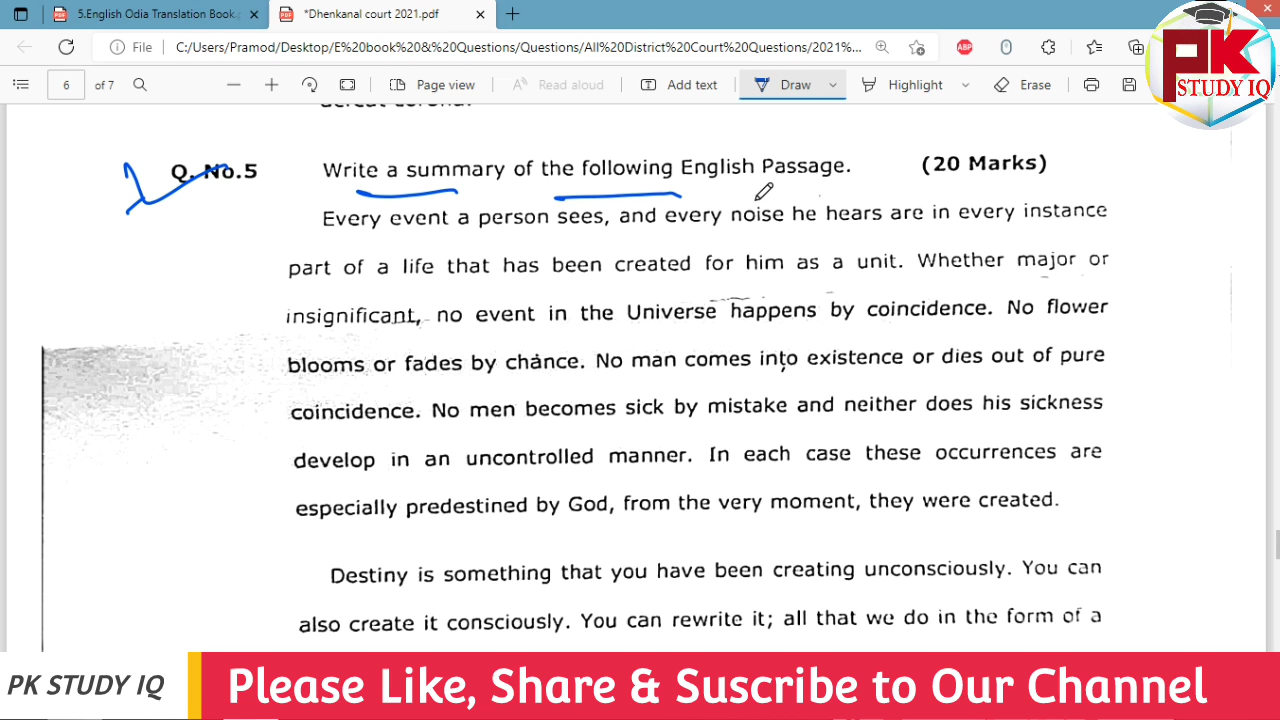 5.English Odia Translation Book.p
*Dhenkanal court 2021.pdf
File
C:/Users/Pramod/Desktop/E%20book%20&%20Questions/Questions/All%20District%20Court%20Questions/2021%...
ABP
6 of 7
Page view
Read aloud
Add text
Draw
Highlight
Erase
PK
STUDY IQ
Q. No.5 Write a summary of the following English Passage. (20 Marks)
Every event a person sees, and every noise he hears are in every instance
part of a life that has been created for him as a unit. Whether major or
insignificant, no event in the Universe happens by coincidence. No flower
blooms or fades by chance. No man comes into existence or dies out of pure
coincidence. No men becomes sick by mistake and neither does his sickness
develop in an uncontrolled manner. In each case these occurrences are
especially predestined by God, from the very moment, they were created.
Destiny is something that you have been creating unconsciously. You can
also create it consciously. You can rewrite it; all that we do in the form of a
PK STUDY IQ
Please Like, Share & Suscribe to Our Channel